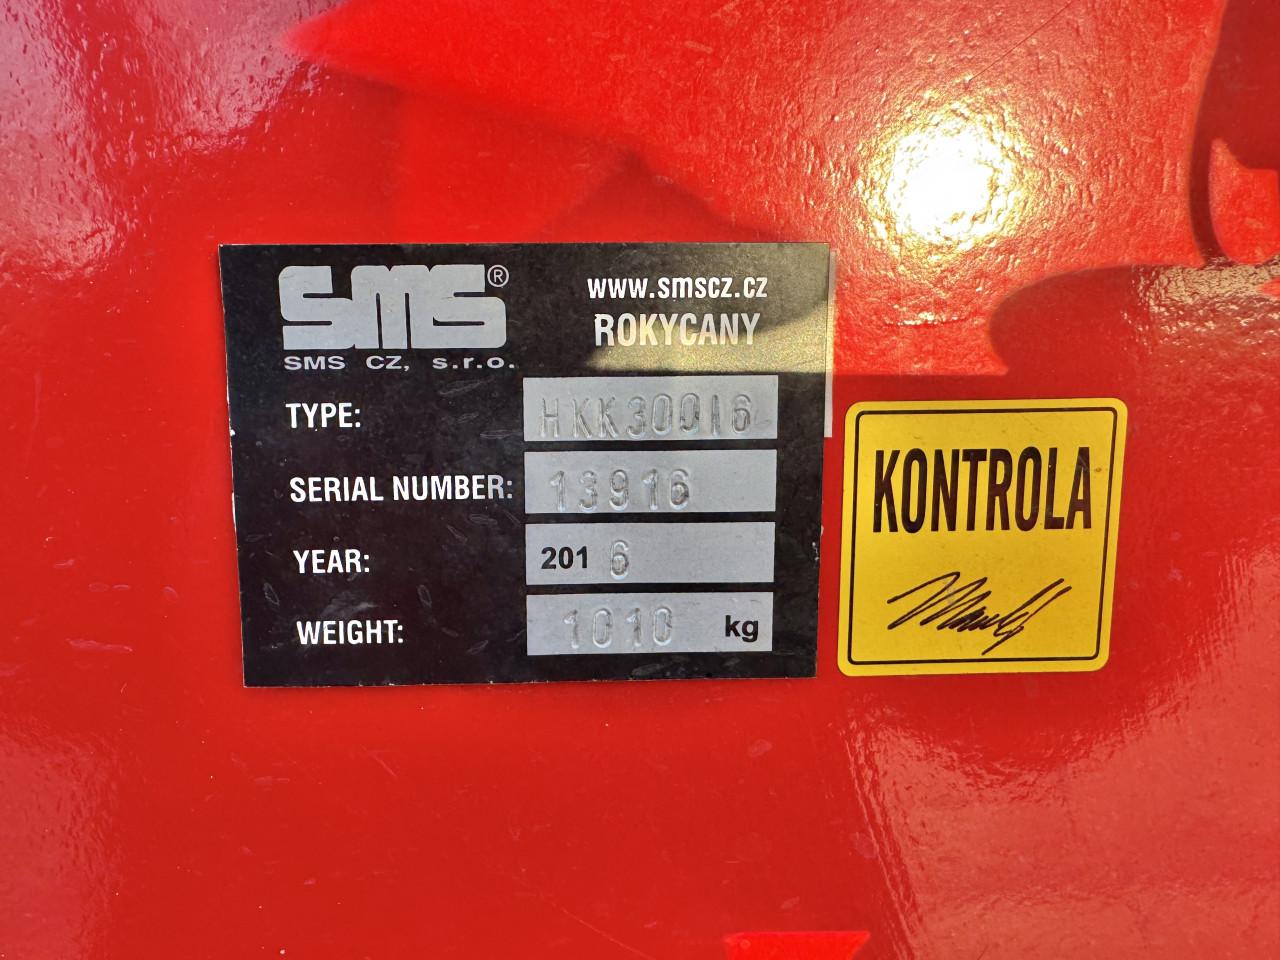 SMS®
SMS CZ, s.r.o.
www.smscz.cz
ROKYCANY
TYPE: HKK30016
SERIAL NUMBER: 13916
YEAR: 2016
WEIGHT: 1010 kg
KONTROLA